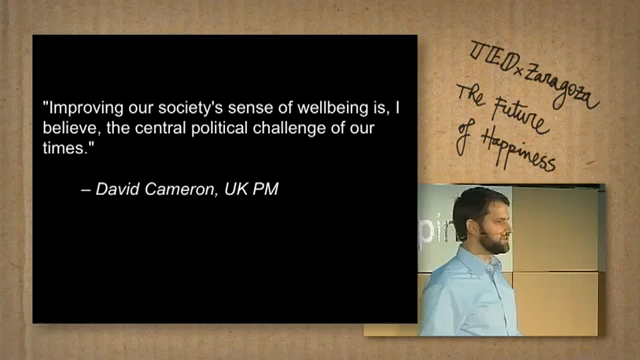 "Improving our society's sense of wellbeing is, I
believe, the central political challenge of our
times."
– David Cameron, UK PM
TEDxZaragoza
The Future
of Happiness
pin